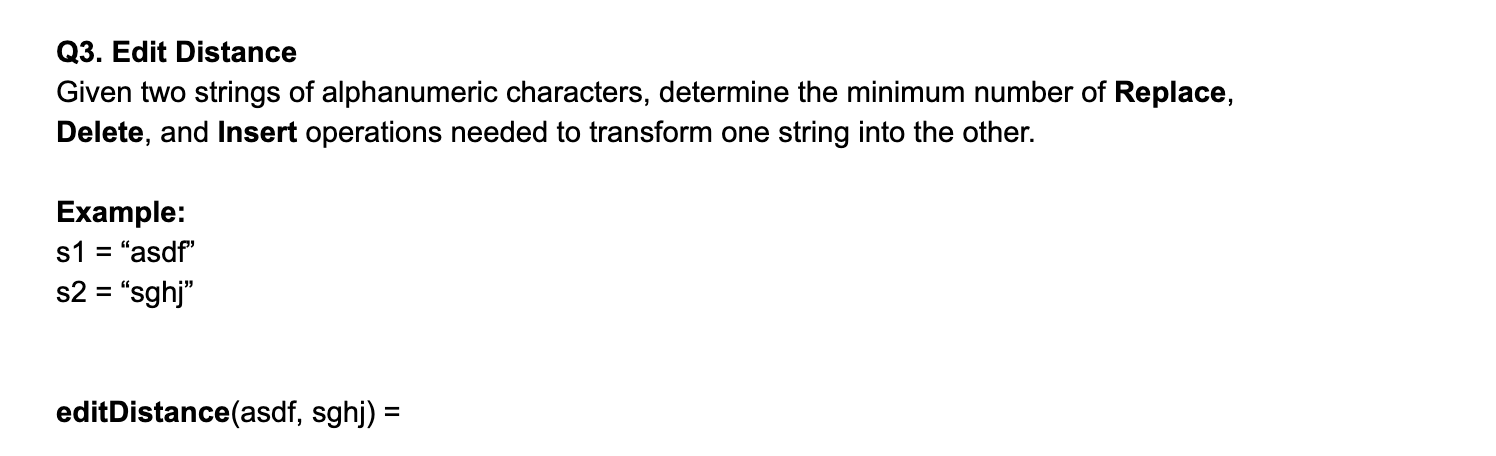 Q3. Edit Distance
Given two strings of alphanumeric characters, determine the minimum number of Replace,
Delete, and Insert operations needed to transform one string into the other.
Example:
s1 = “asdf”
s2 = “sghj”
editDistance(asdf, sghj) =